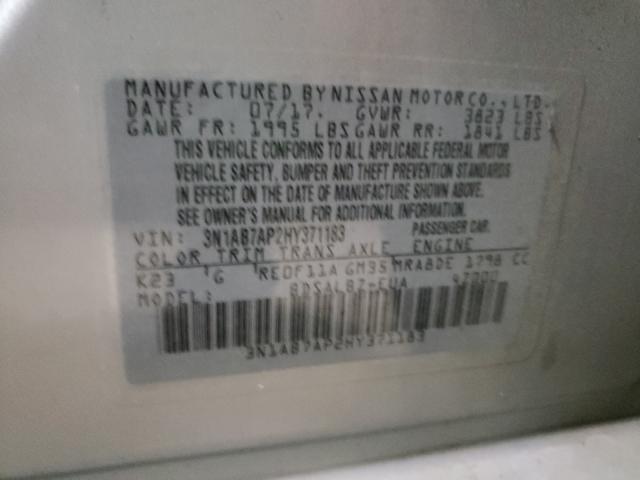 MANUFACTURED BY NISSAN MOTOR CO., LTD.
DATE: 07/17. GVWR: 3823 LBS
GAWR FR: 1995 LBS GAWR RR: 1841 LBS
THIS VEHICLE CONFORMS TO ALL APPLICABLE FEDERAL MOTOR
VEHICLE SAFETY, BUMPER AND THEFT PREVENTION STANDARDS
IN EFFECT ON THE DATE OF MANUFACTURE SHOWN ABOVE.
SEE OWNER'S MANUAL FOR ADDITIONAL INFORMATION.
VIN: 3N1AB7AP2HY371183 PASSENGER CAR.
COLOR TRIM TRANS AXLE ENGINE
K23 G RE0F11A GM35 MRA8DE 1798 CC
MODEL:
3N1AB7AP2HY371183